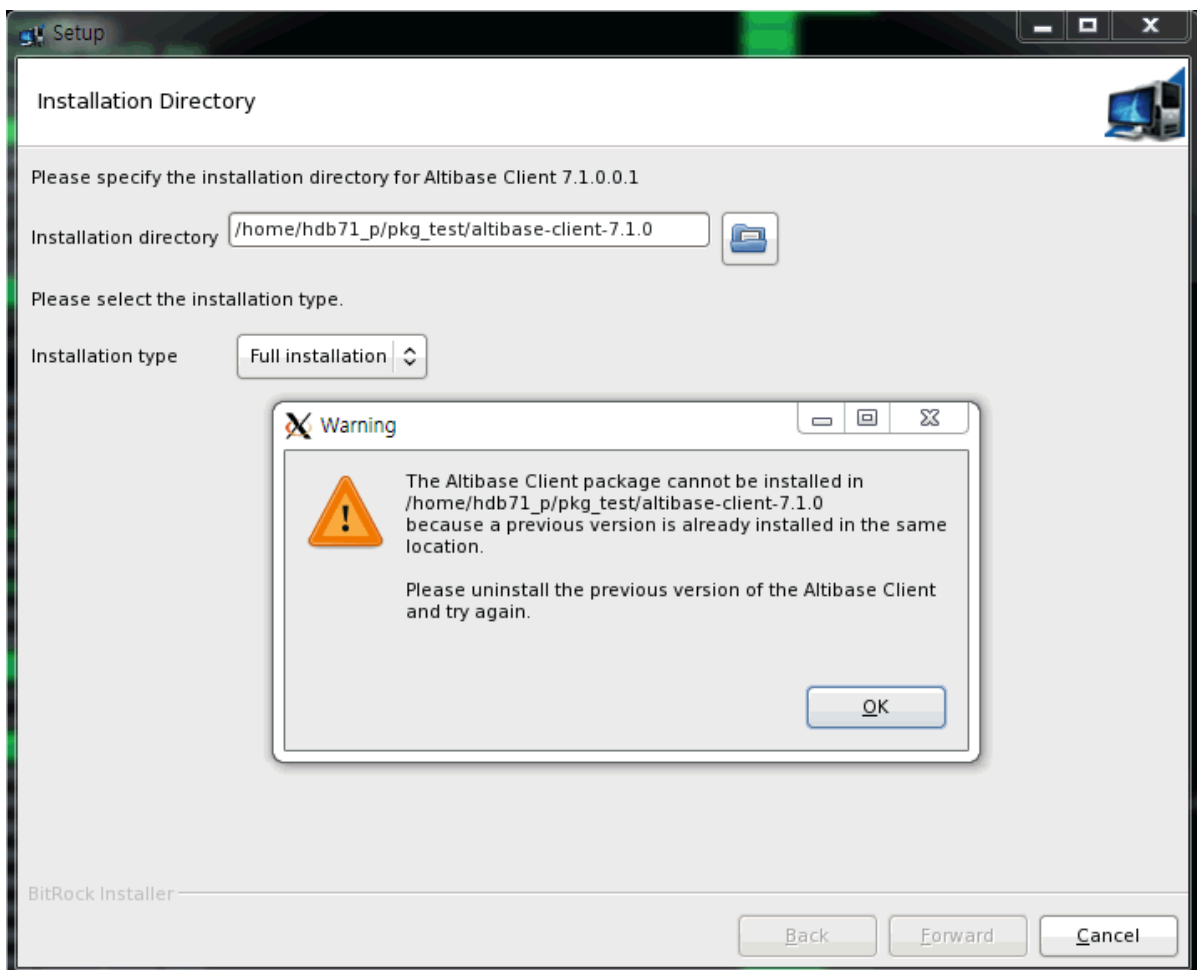 Setup
Installation Directory
Please specify the installation directory for Altibase Client 7.1.0.0.1
Installation directory /home/hdb71_p/pkg_test/altibase-client-7.1.0
Please select the installation type.
Installation type Full installation
Warning
The Altibase Client package cannot be installed in
/home/hdb71_p/pkg_test/altibase-client-7.1.0
because a previous version is already installed in the same
location.
Please uninstall the previous version of the Altibase Client
and try again.
OK
BitRock Installer
Back Forward Cancel